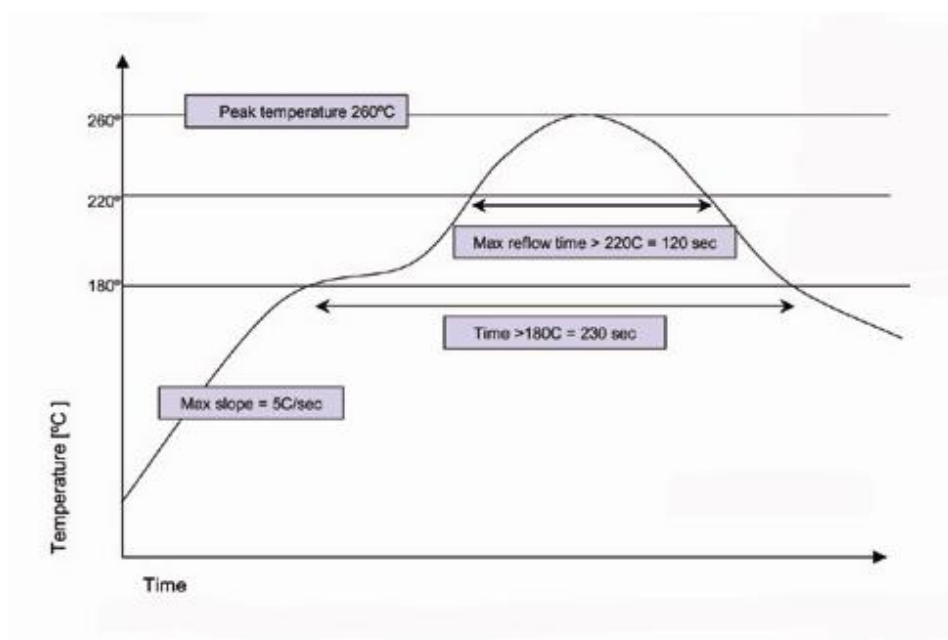 Peak temperature 260ºC
260º
220º
Max reflow time > 220C = 120 sec
180º
Time >180C = 230 sec
Max slope = 5C/sec
Temperature [ºC ]
Time